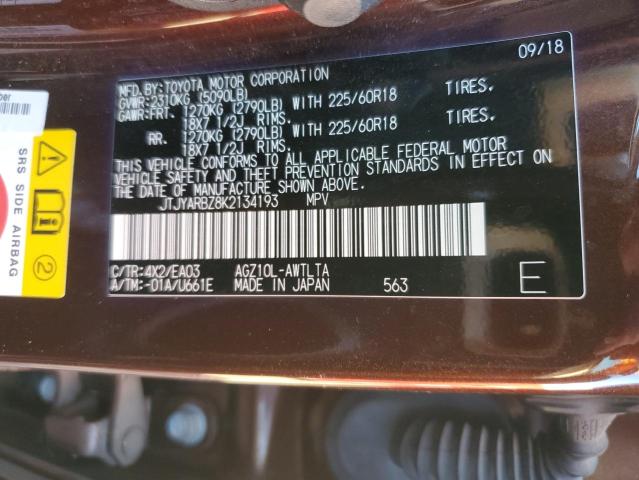 09/18
MFD.BY:TOYOTA MOTOR CORPORATION
GVWR:2310KG (5090LB)
GAWR:FRT. 1270KG (2790LB) WITH 225/60R18 TIRES.
18X7 1/2J RIMS.
RR. 1270KG (2790LB) WITH 225/60R18 TIRES.
18X7 1/2J RIMS.
THIS VEHICLE CONFORMS TO ALL APPLICABLE FEDERAL MOTOR
VEHICLE SAFETY AND THEFT PREVENTION STANDARDS IN EFFECT ON
THE DATE OF MANUFACTURE SHOWN ABOVE.
JTJYARBZ8K2134193 MPV
C/TR:4X2/EA03 AGZ10L-AWTLTA
A/TM:-01A/U661E MADE IN JAPAN 563
E
SRS SIDE AIRBAG
2